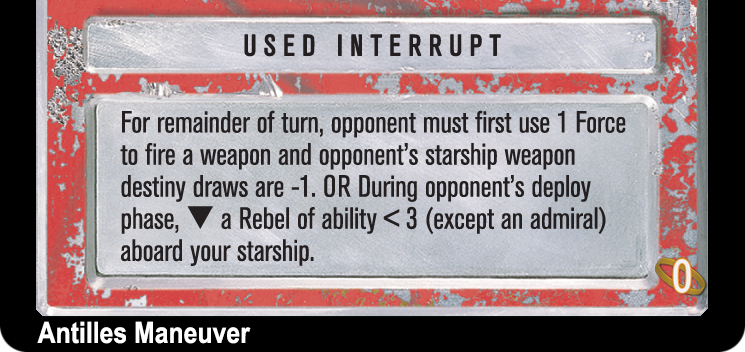 USED INTERRUPT
For remainder of turn, opponent must first use 1 Force
to fire a weapon and opponent's starship weapon
destiny draws are -1. OR During opponent's deploy
phase, ▼ a Rebel of ability < 3 (except an admiral)
aboard your starship.
0
Antilles Maneuver